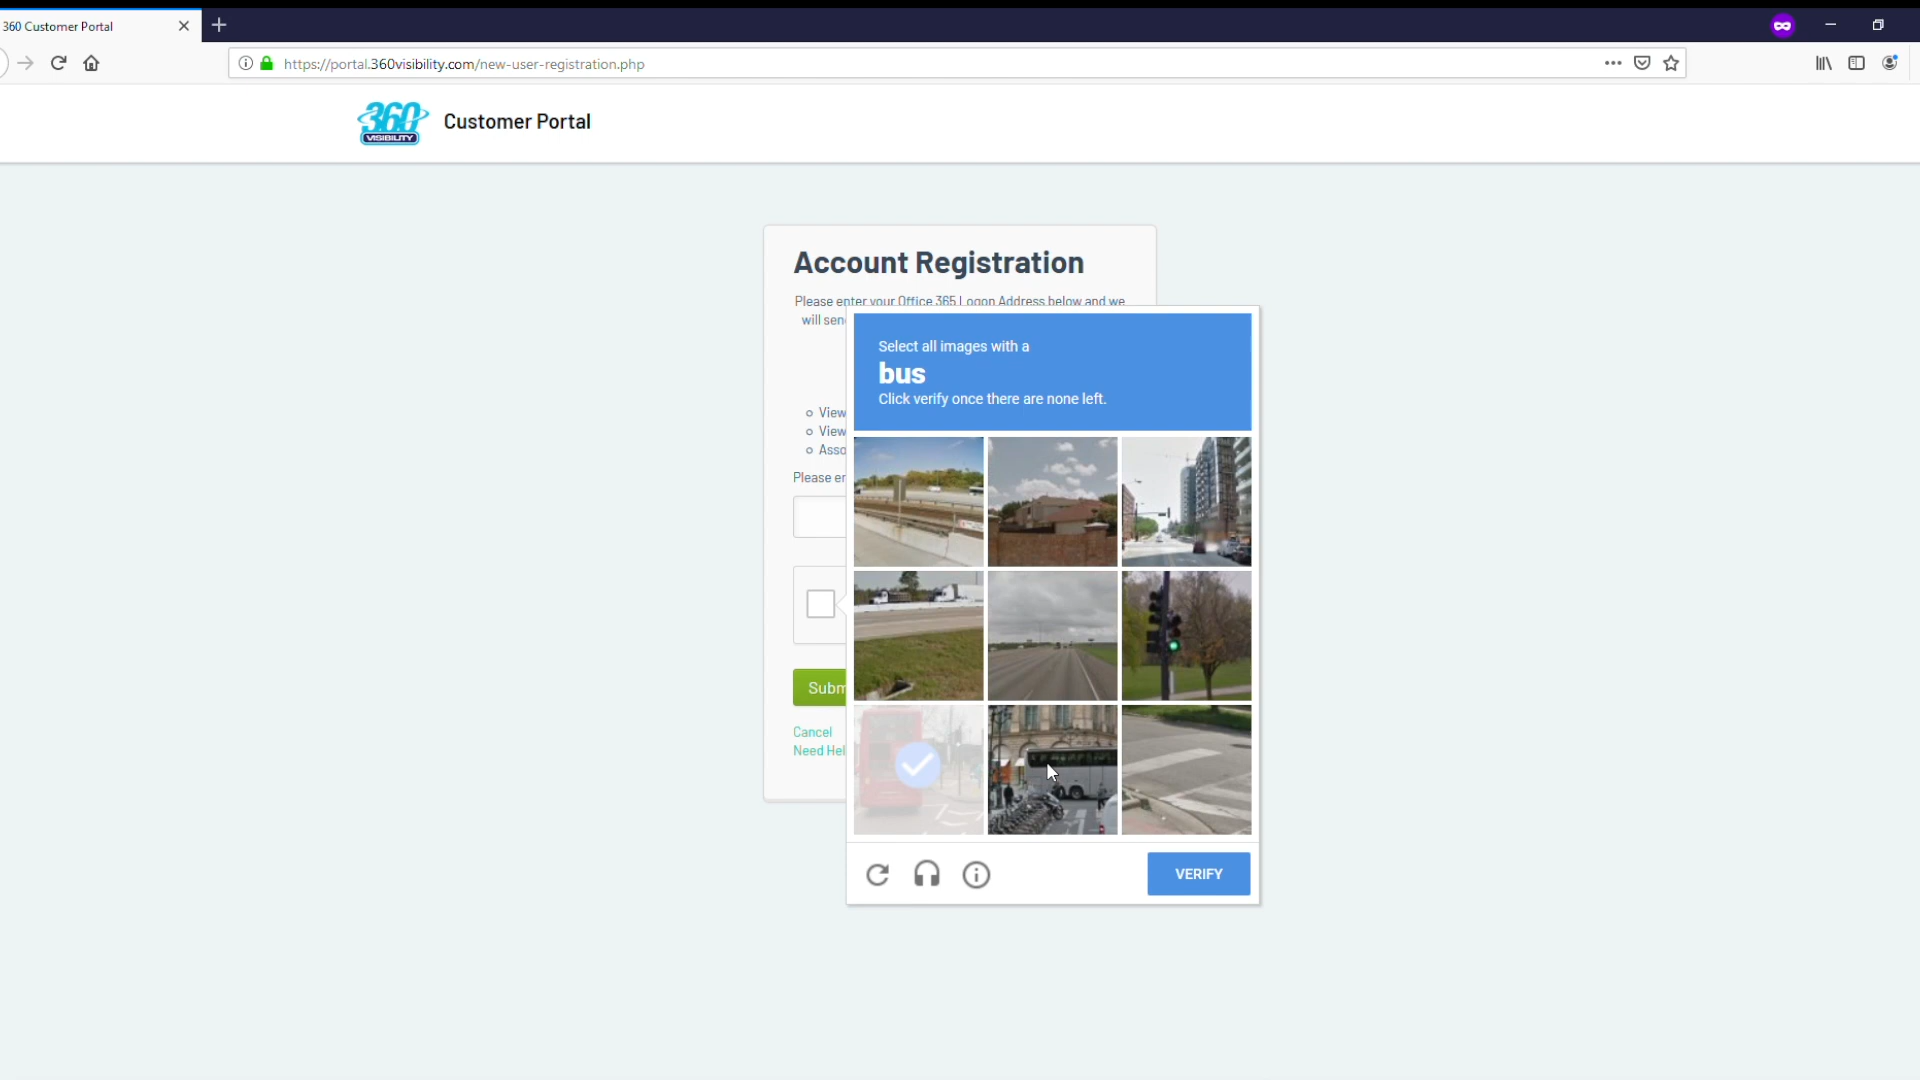 360 Customer Portal
https://portal.360visibility.com/new-user-registration.php
360
VISIBILITY
Customer Portal
Account Registration
Please enter your Office 365 Logon Address below and we
will sen
Select all images with a
bus
Click verify once there are none left.
View
View
Asso
Please en
Subm
Cancel
Need Hel
VERIFY